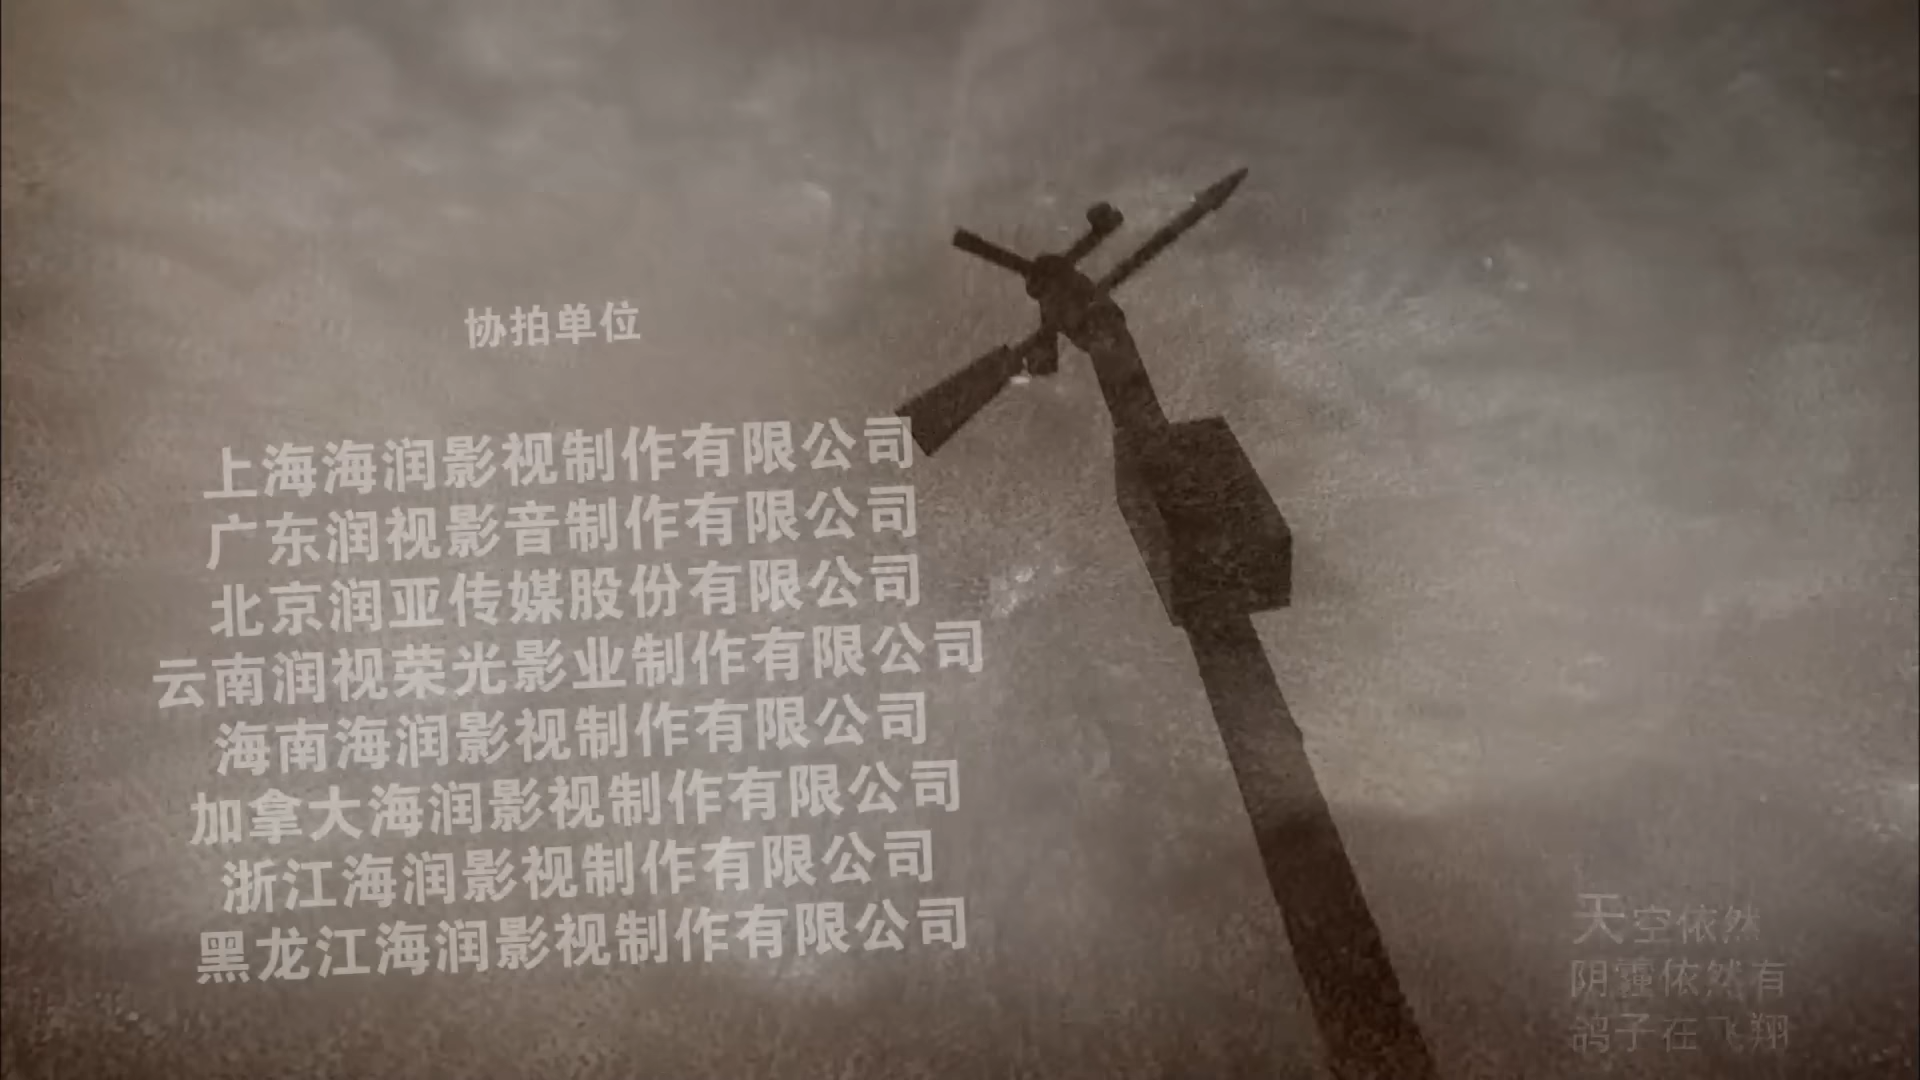 协拍单位
上海海润影视制作有限公司
广东润视影音制作有限公司
北京润亚传媒股份有限公司
云南润视荣光影业制作有限公司
海南海润影视制作有限公司
加拿大海润影视制作有限公司
浙江海润影视制作有限公司
黑龙江海润影视制作有限公司
天空依然
阴霾依然有
鸽子在飞翔